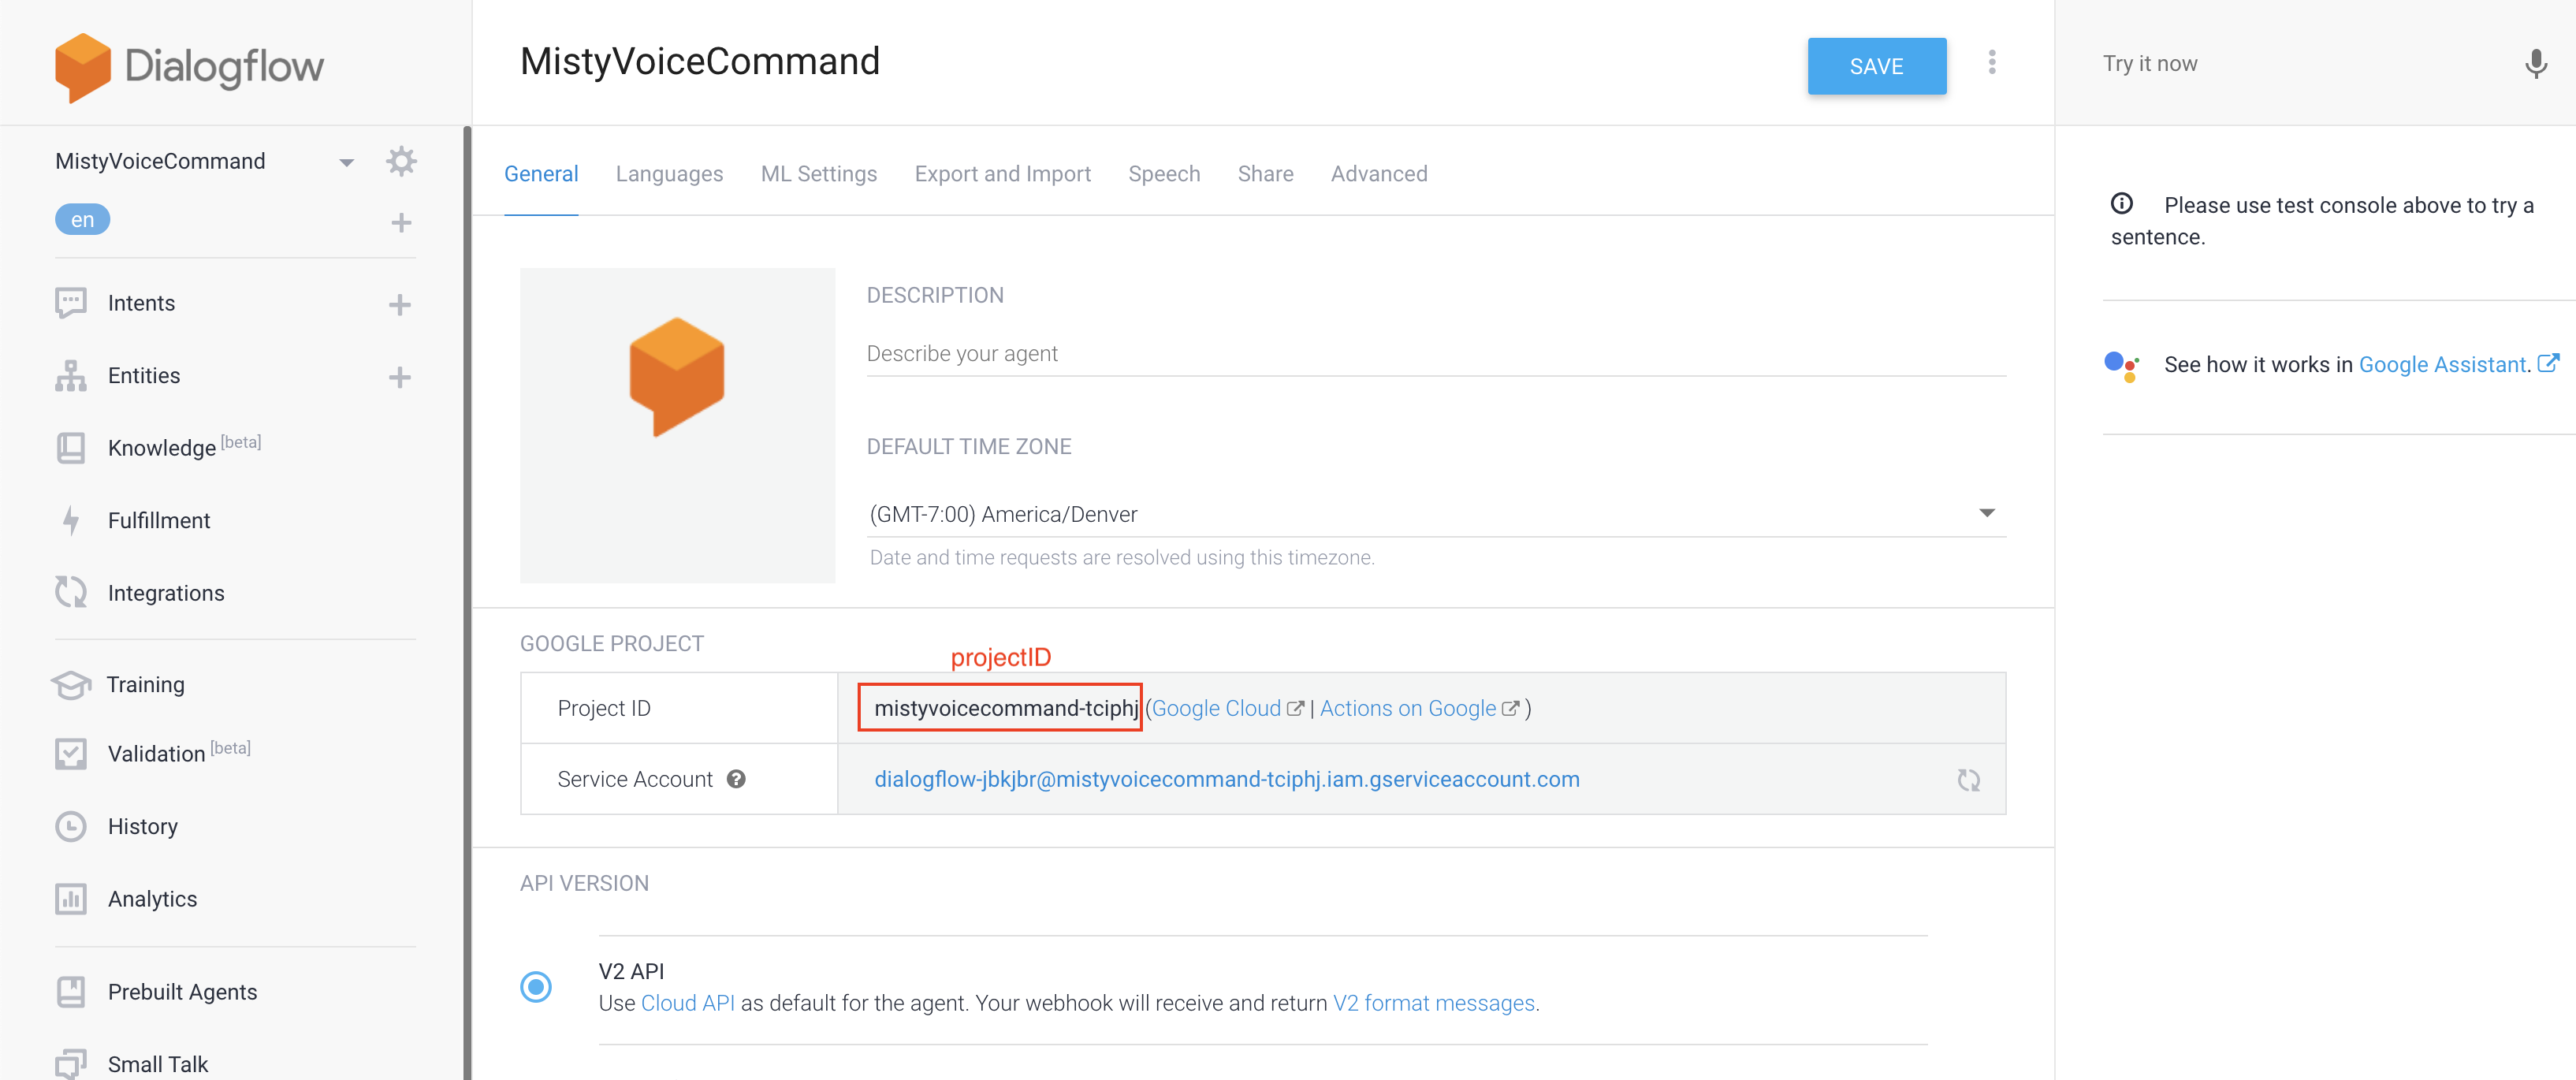 Dialogflow
MistyVoiceCommand
en
Intents
Entities
Knowledge [beta]
Fulfillment
Integrations
Training
Validation [beta]
History
Analytics
Prebuilt Agents
Small Talk
MistyVoiceCommand
SAVE
General Languages ML Settings Export and Import Speech Share Advanced
DESCRIPTION
Describe your agent
DEFAULT TIME ZONE
(GMT-7:00) America/Denver
Date and time requests are resolved using this timezone.
GOOGLE PROJECT
projectID
Project ID mistyvoicecommand-tciphj (Google Cloud | Actions on Google )
Service Account dialogflow-jbkjbr@mistyvoicecommand-tciphj.iam.gserviceaccount.com
API VERSION
V2 API
Use Cloud API as default for the agent. Your webhook will receive and return V2 format messages.
Try it now
Please use test console above to try a
sentence.
See how it works in Google Assistant.